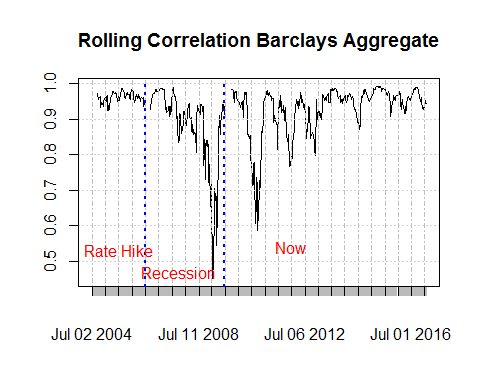 Rolling Correlation Barclays Aggregate
1.0
0.9
0.8
0.7
0.6
0.5
Rate Hike
Now
Recession
Jul 02 2004 Jul 11 2008 Jul 06 2012 Jul 01 2016